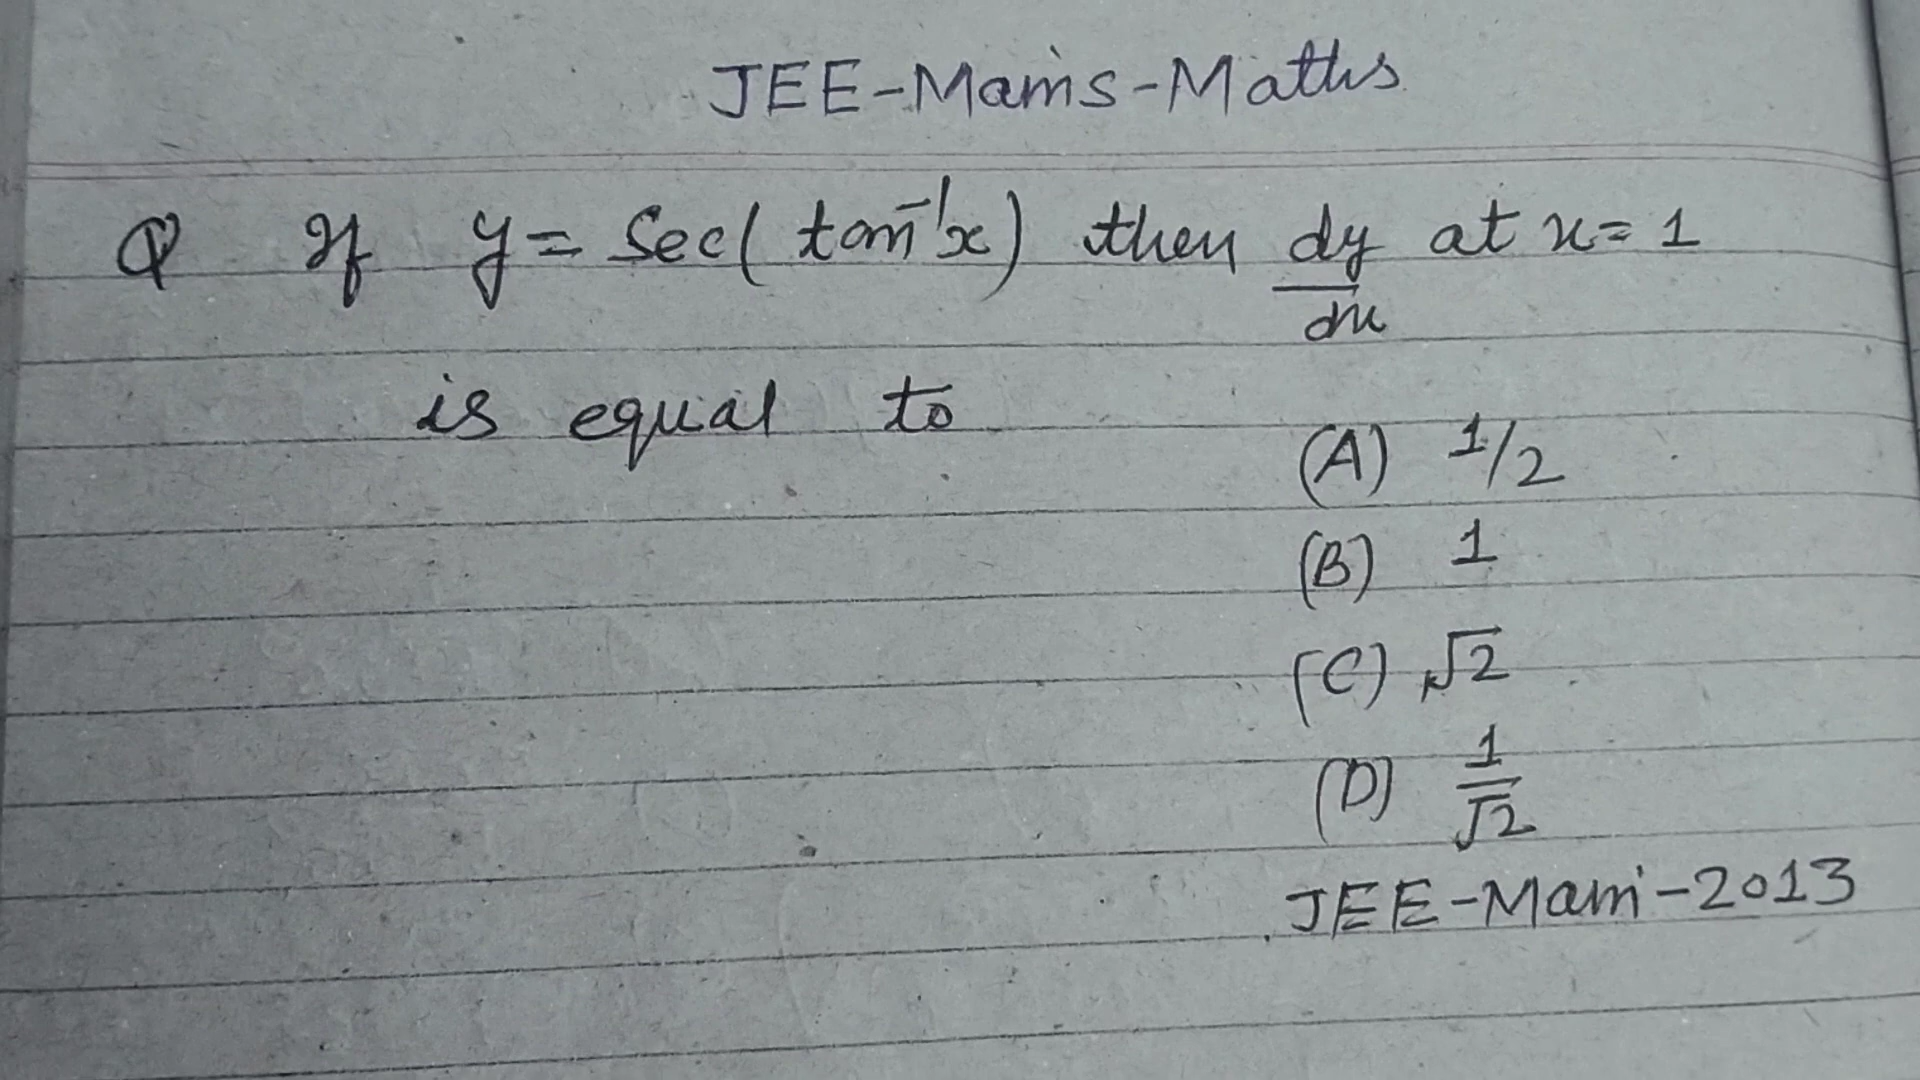 JEE-Mains-Maths
Q If y = Sec(tan⁻¹x) then dy/dx at x = 1
is equal to
(A) 1/2
(B) 1
(C) √2
(D) 1/√2
JEE-Main-2013